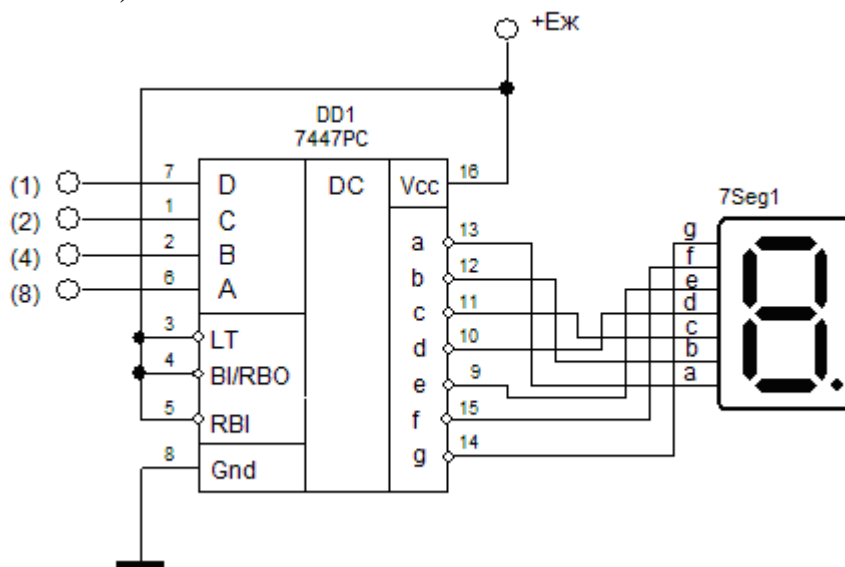 )
+Еж
DD1
7447PC
DC
(1) 7 D
(2) 1 C
(4) 2 B
(8) 6 A
3 LT
4 BI/RBO
5 RBI
8 Gnd
Vcc 16
a 13
b 12
c 11
d 10
e 9
f 15
g 14
7Seg1
g
f
e
d
c
b
a